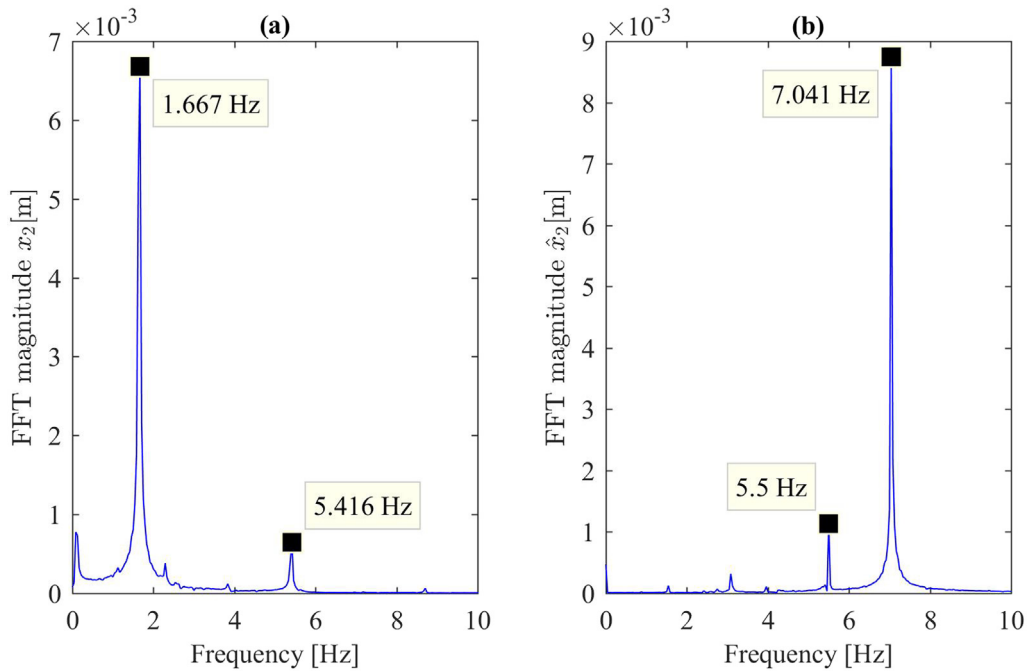 ×10⁻³
(a)
7
6
5
4
3
2
1
0
FFT magnitude x₂[m]
1.667 Hz
5.416 Hz
0 2 4 6 8 10
Frequency [Hz]
×10⁻³
(b)
9
8
7
6
5
4
3
2
1
0
FFT magnitude x̂₂[m]
7.041 Hz
5.5 Hz
0 2 4 6 8 10
Frequency [Hz]